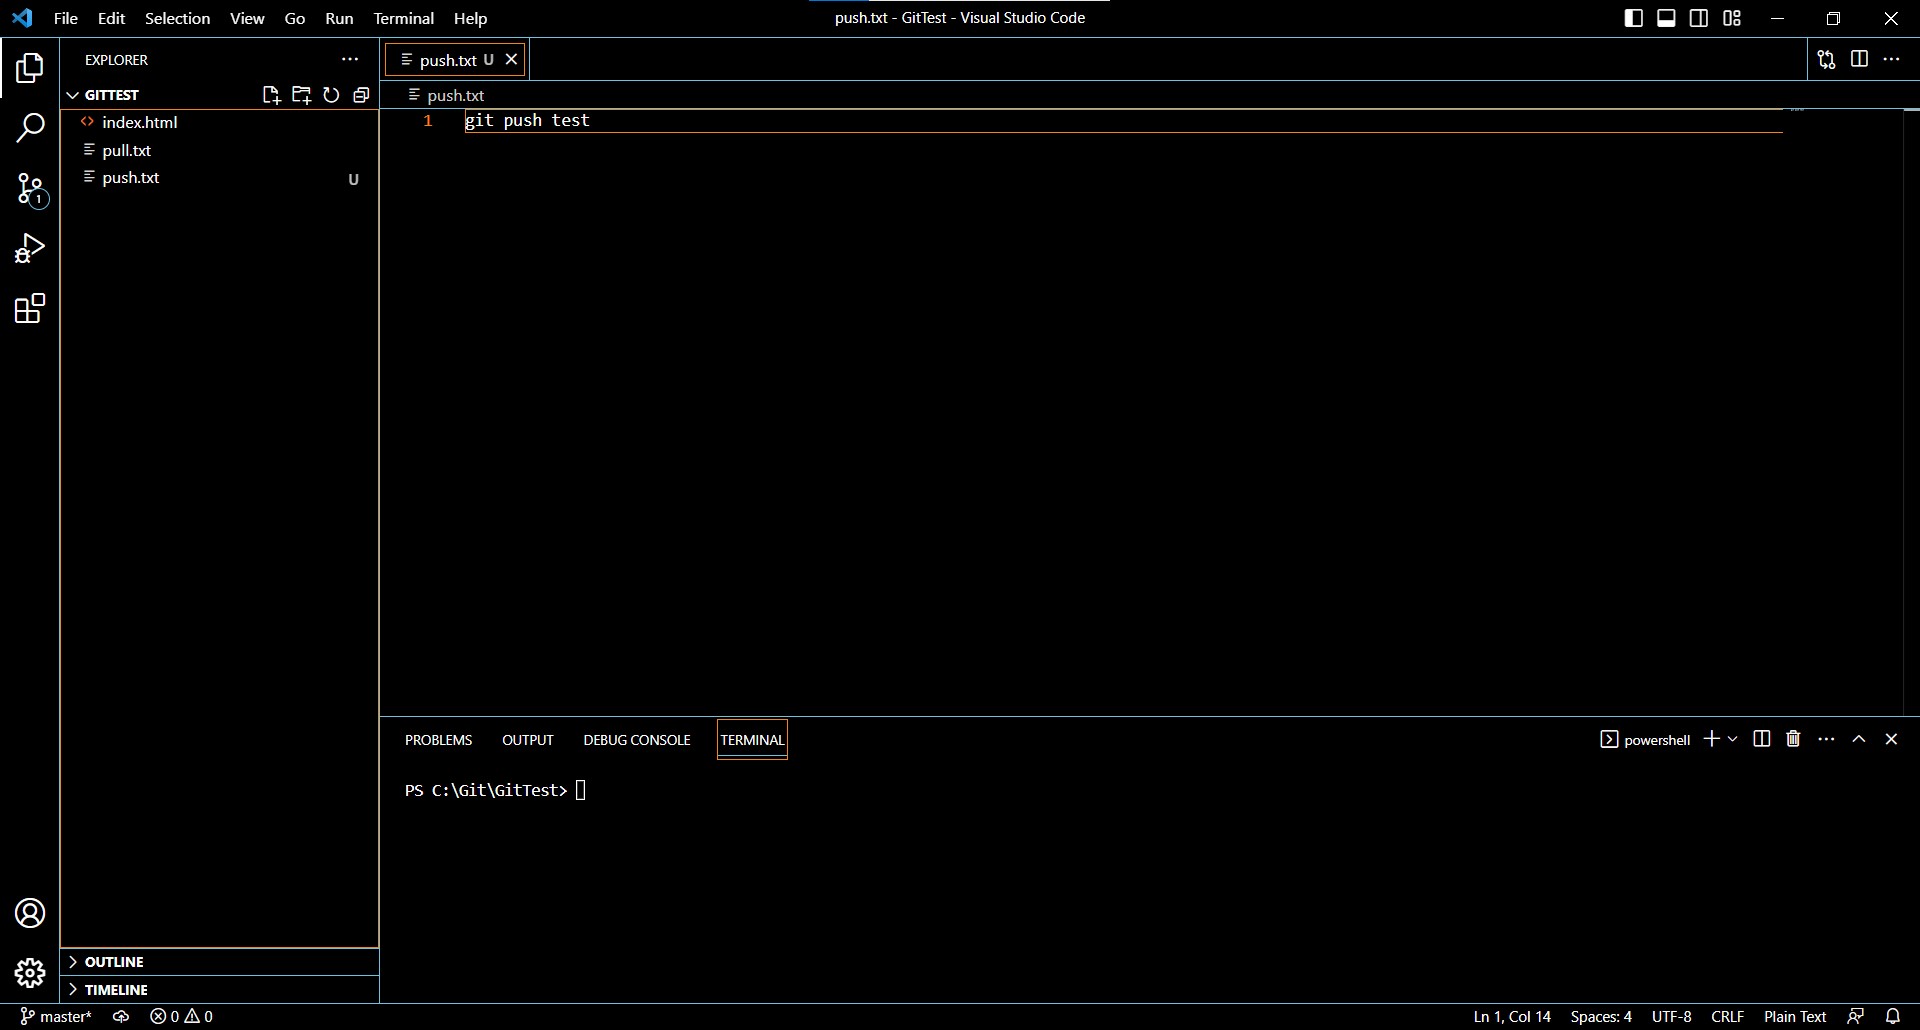 File Edit Selection View Go Run Terminal Help
push.txt - GitTest - Visual Studio Code
EXPLORER
GITTEST
index.html
pull.txt
push.txt U
1
push.txt U
push.txt
1 git push test
PROBLEMS OUTPUT DEBUG CONSOLE TERMINAL
powershell
PS C:\Git\GitTest>
OUTLINE
TIMELINE
master* 0 0
Ln 1, Col 14 Spaces: 4 UTF-8 CRLF Plain Text